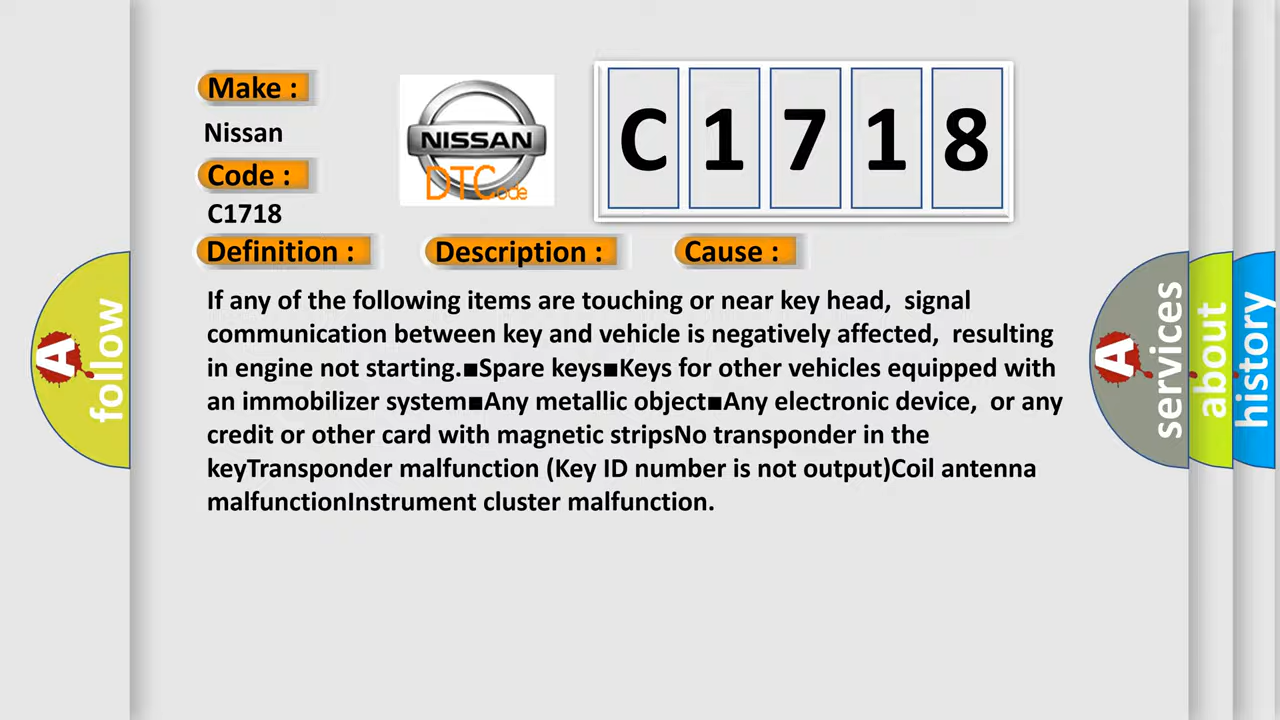 Make :
Nissan
Code :
C1718
NISSAN
DTCode
C1718
Definition :
Description :
Cause :
If any of the following items are touching or near key head, signal
communication between key and vehicle is negatively affected, resulting
in engine not starting.■Spare keys■Keys for other vehicles equipped with
an immobilizer system■Any metallic object■Any electronic device, or any
credit or other card with magnetic stripsNo transponder in the
keyTransponder malfunction (Key ID number is not output)Coil antenna
malfunctionInstrument cluster malfunction.
A follow
A services
about
history